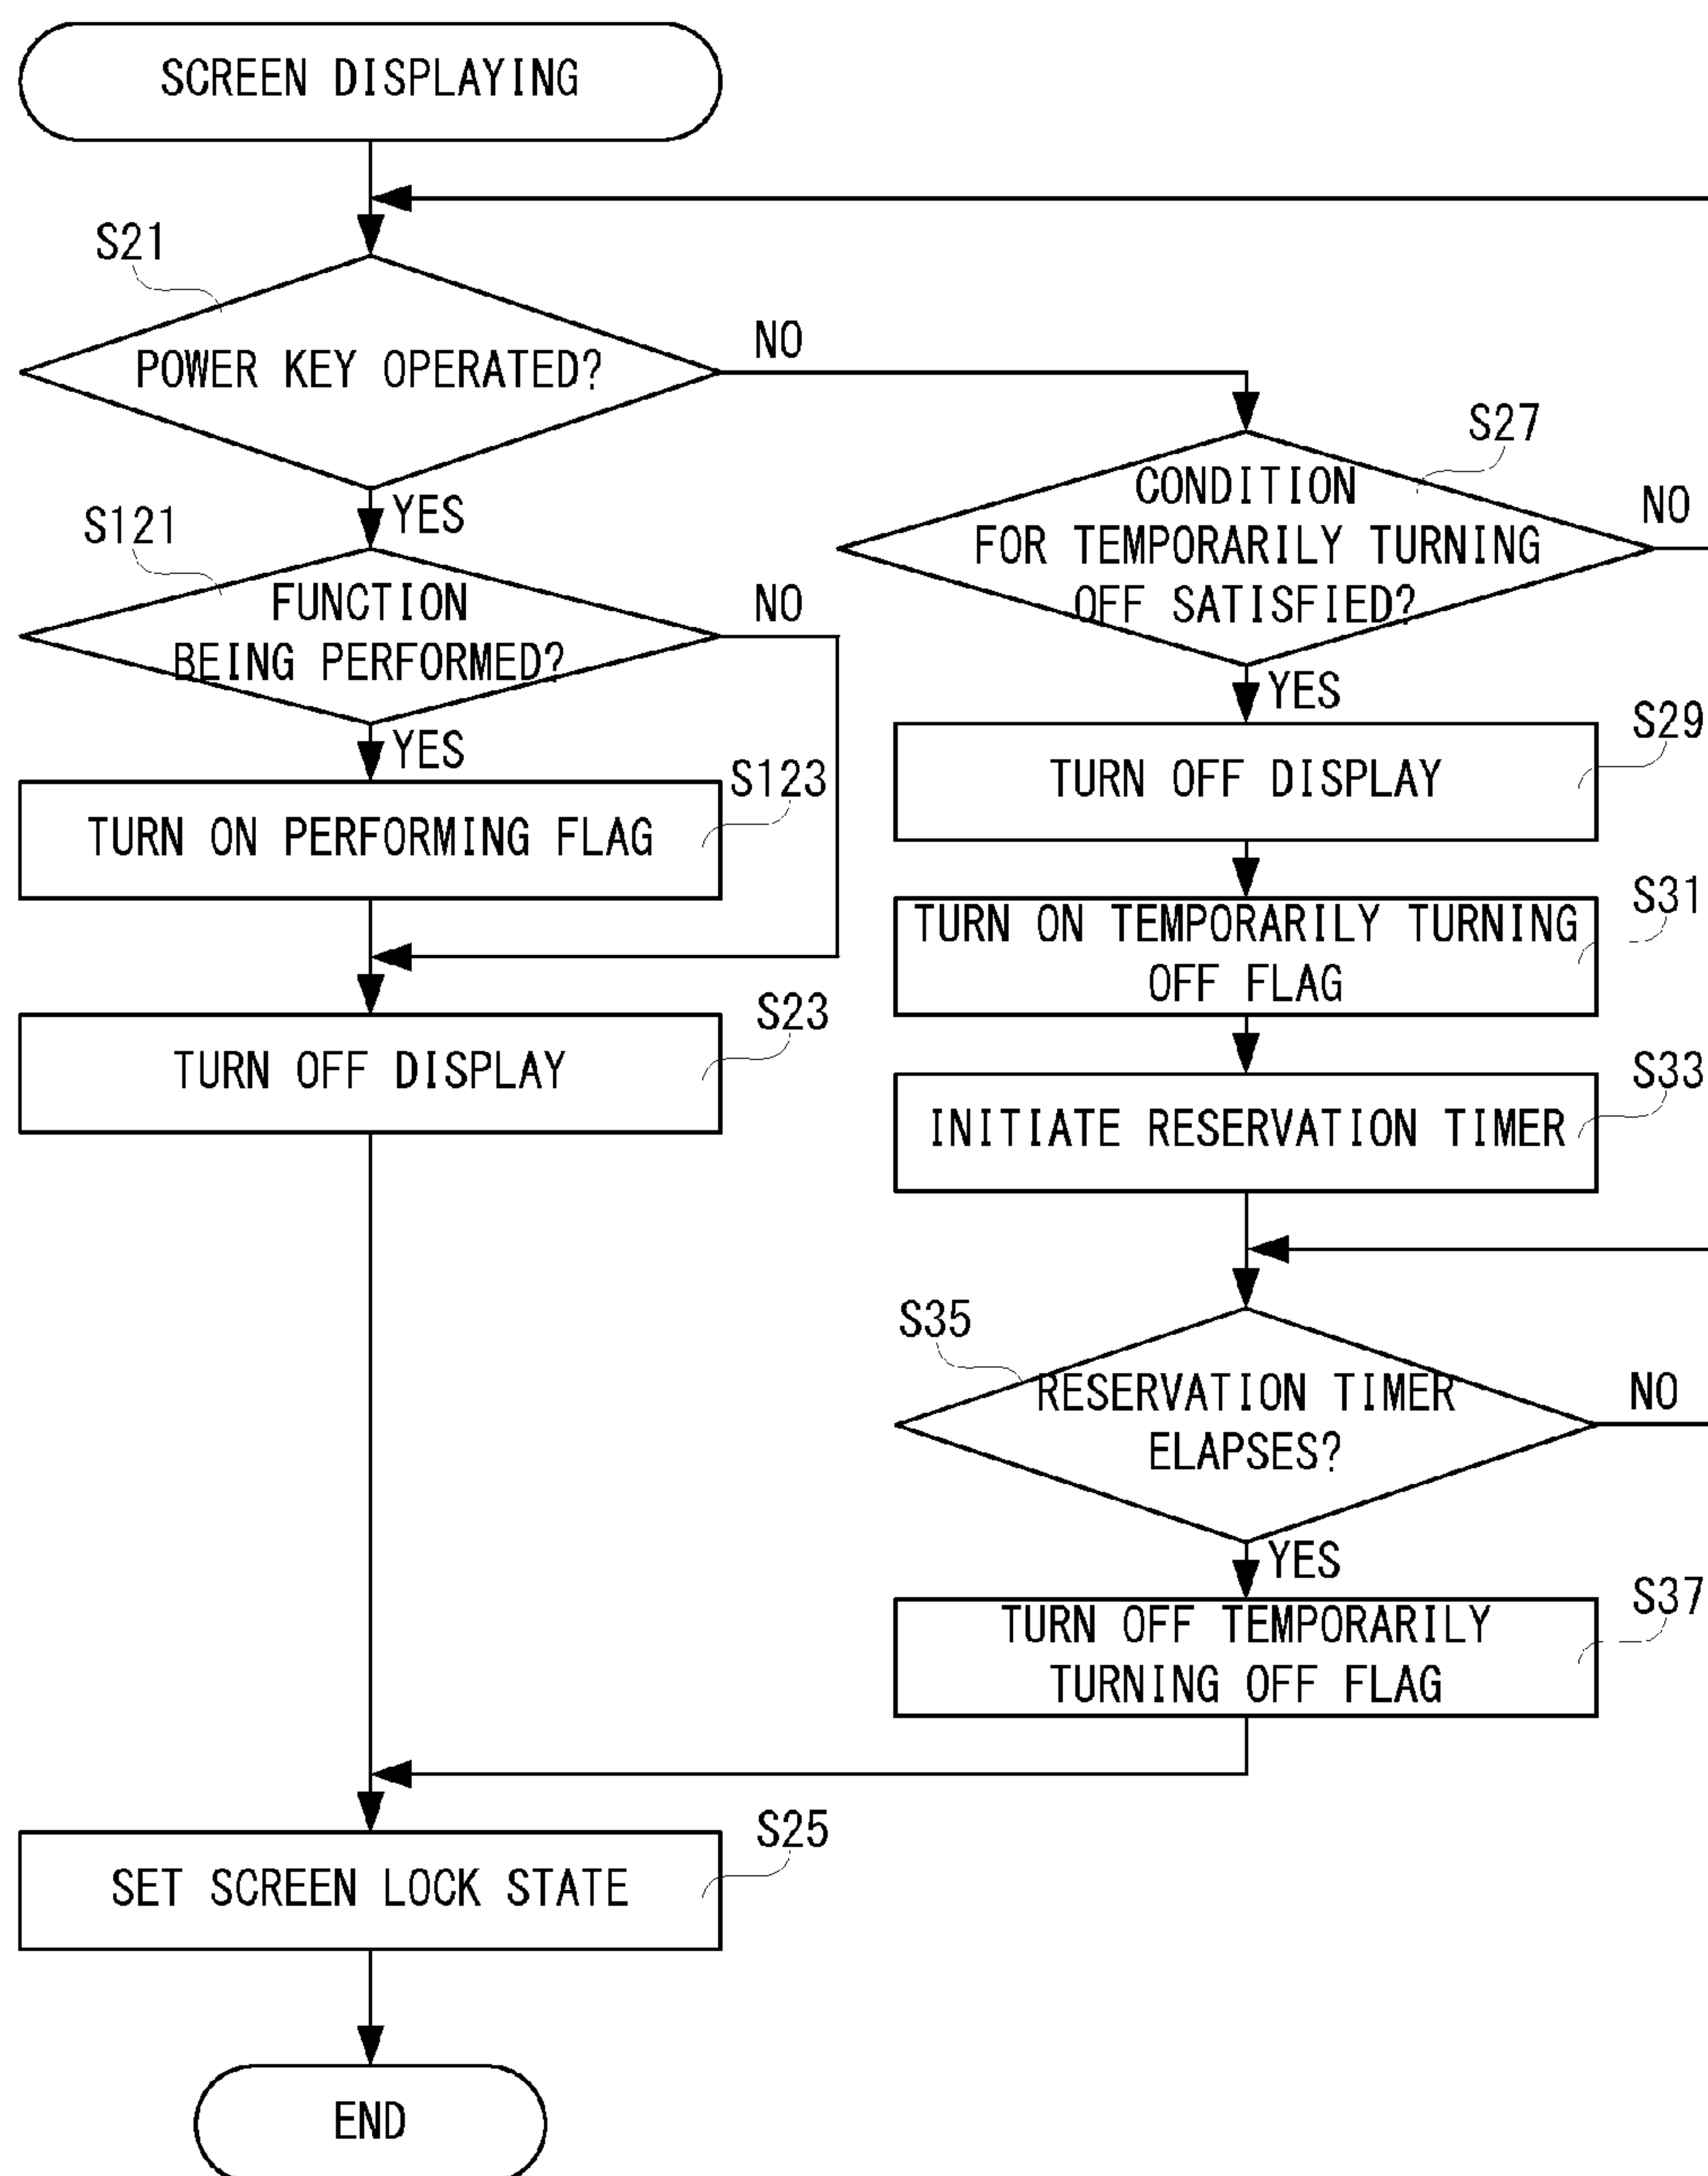 SCREEN DISPLAYING
S21
POWER KEY OPERATED?
NO
YES
S121
FUNCTION
BEING PERFORMED?
NO
YES
S123
TURN ON PERFORMING FLAG
S23
TURN OFF DISPLAY
S27
CONDITION
FOR TEMPORARILY TURNING
OFF SATISFIED?
NO
YES
S29
TURN OFF DISPLAY
S31
TURN ON TEMPORARILY TURNING
OFF FLAG
S33
INITIATE RESERVATION TIMER
S35
RESERVATION TIMER
ELAPSES?
NO
YES
S37
TURN OFF TEMPORARILY
TURNING OFF FLAG
S25
SET SCREEN LOCK STATE
END